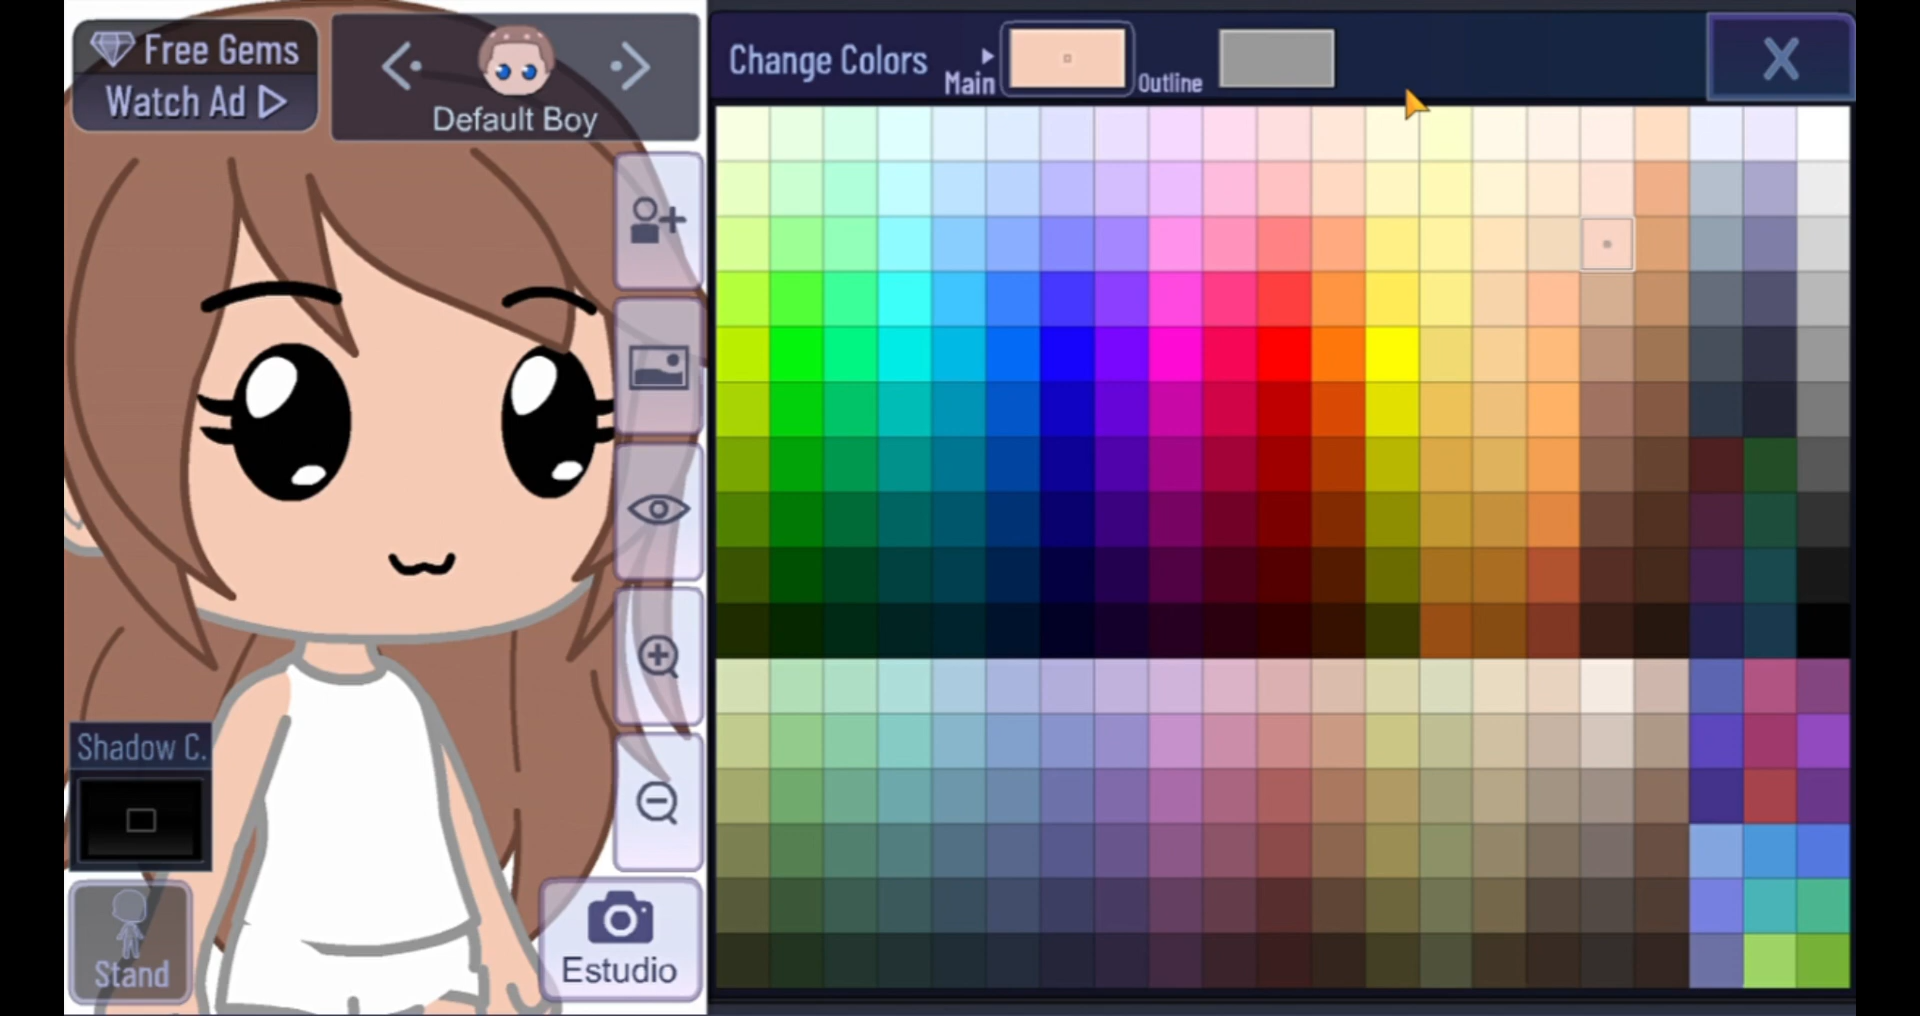 Free Gems
Watch Ad
Default Boy
Change Colors
Main
Outline
X
Shadow C.
Stand
Estudio